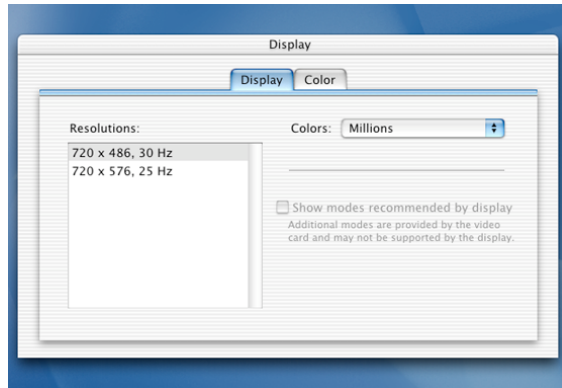 Display
Display Color
Resolutions:
Colors: Millions
720 x 486, 30 Hz
720 x 576, 25 Hz
Show modes recommended by display
Additional modes are provided by the video
card and may not be supported by the display.